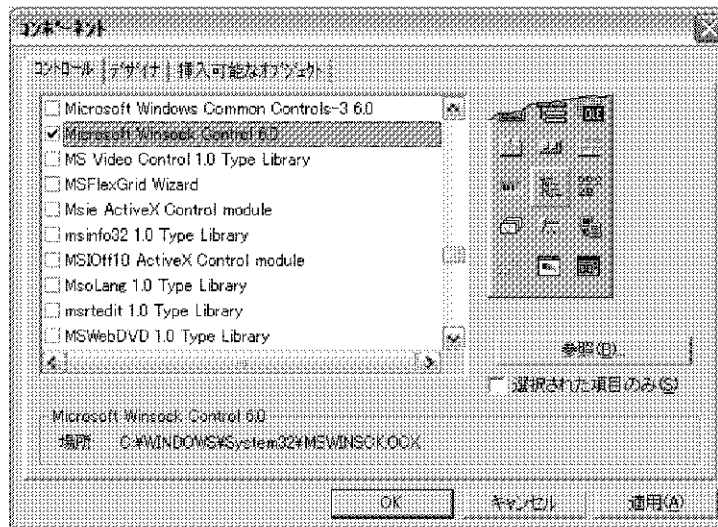 コンポーネント
コントロール デザイナ 挿入可能なオブジェクト
Microsoft Windows Common Controls-3 6.0
Microsoft Winsock Control 6.0
MS Video Control 1.0 Type Library
MSFlexGrid Wizard
Msie ActiveX Control module
msinfo32 1.0 Type Library
MSIOff10 ActiveX Control module
MsoLang 1.0 Type Library
msrtedit 1.0 Type Library
MSWebDVD 1.0 Type Library
OLE
参照(B)...
選択された項目のみ(S)
Microsoft Winsock Control 6.0
場所 C:¥WINDOWS¥System32¥MSWINSCK.OCX
OK キャンセル 適用(A)